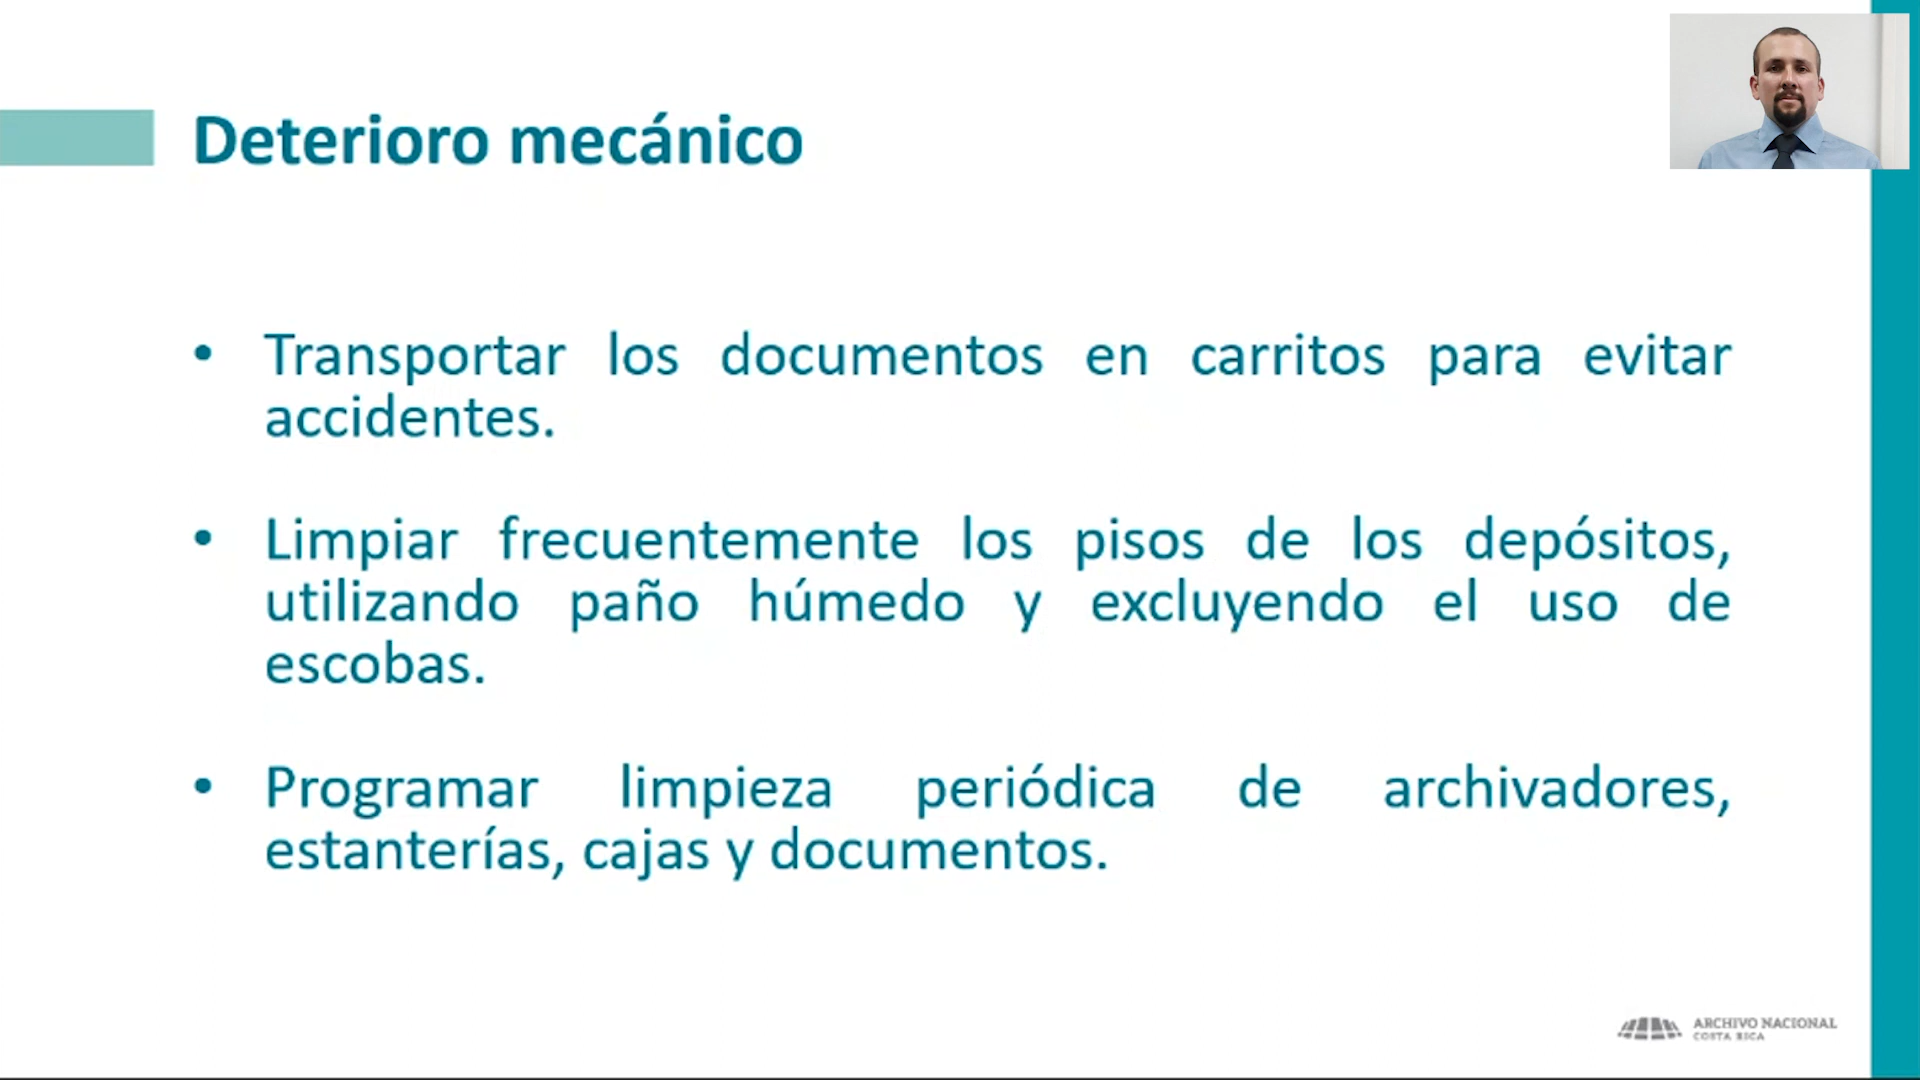 Deterioro mecánico
• Transportar los documentos en carritos para evitar
accidentes.
• Limpiar frecuentemente los pisos de los depósitos,
utilizando paño húmedo y excluyendo el uso de
escobas.
• Programar limpieza periódica de archivadores,
estanterías, cajas y documentos.
ARCHIVO NACIONAL
COSTA RICA